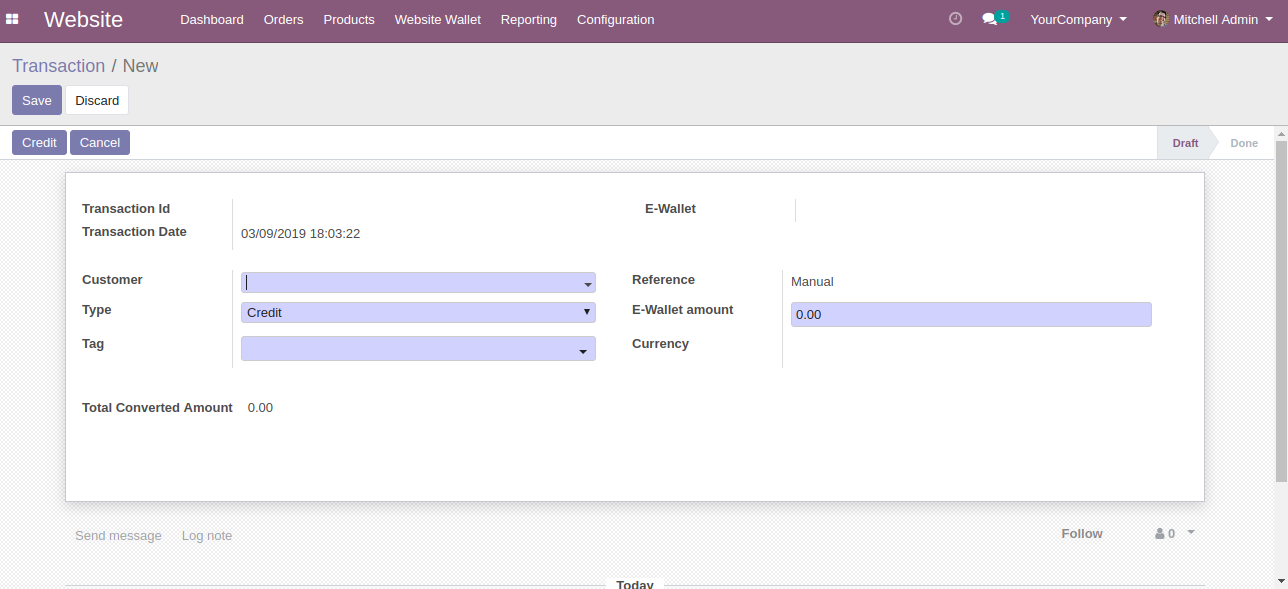 Website Dashboard Orders Products Website Wallet Reporting Configuration 1 YourCompany Mitchell Admin
Transaction / New
Save Discard
Credit Cancel Draft Done
Transaction Id E-Wallet
Transaction Date 03/09/2019 18:03:22
Customer Reference Manual
Type Credit E-Wallet amount 0.00
Tag Currency
Total Converted Amount 0.00
Send message Log note Follow 0
Today